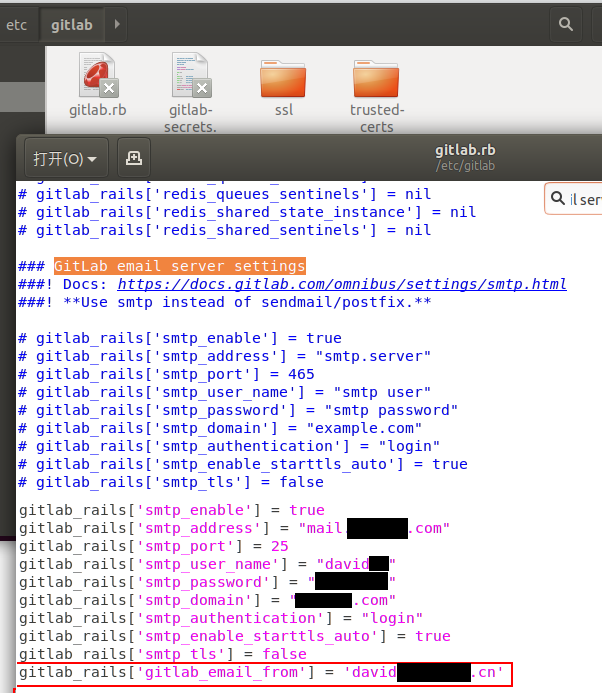 etc gitlab
gitlab.rb gitlab- ssl trusted-
secrets. certs
打开(O) gitlab.rb
/etc/gitlab
# gitlab_rails['redis_queues_sentinels'] = nil
il ser
# gitlab_rails['redis_shared_state_instance'] = nil
# gitlab_rails['redis_shared_sentinels'] = nil
### GitLab email server settings
###! Docs: https://docs.gitlab.com/omnibus/settings/smtp.html
###! **Use smtp instead of sendmail/postfix.**
# gitlab_rails['smtp_enable'] = true
# gitlab_rails['smtp_address'] = "smtp.server"
# gitlab_rails['smtp_port'] = 465
# gitlab_rails['smtp_user_name'] = "smtp user"
# gitlab_rails['smtp_password'] = "smtp password"
# gitlab_rails['smtp_domain'] = "example.com"
# gitlab_rails['smtp_authentication'] = "login"
# gitlab_rails['smtp_enable_starttls_auto'] = true
# gitlab_rails['smtp_tls'] = false
gitlab_rails['smtp_enable'] = true
gitlab_rails['smtp_address'] = "mail. .com"
gitlab_rails['smtp_port'] = 25
gitlab_rails['smtp_user_name'] = "david "
gitlab_rails['smtp_password'] = " "
gitlab_rails['smtp_domain'] = " .com"
gitlab_rails['smtp_authentication'] = "login"
gitlab_rails['smtp_enable_starttls_auto'] = true
gitlab_rails['smtp_tls'] = false
gitlab_rails['gitlab_email_from'] = 'david .cn'